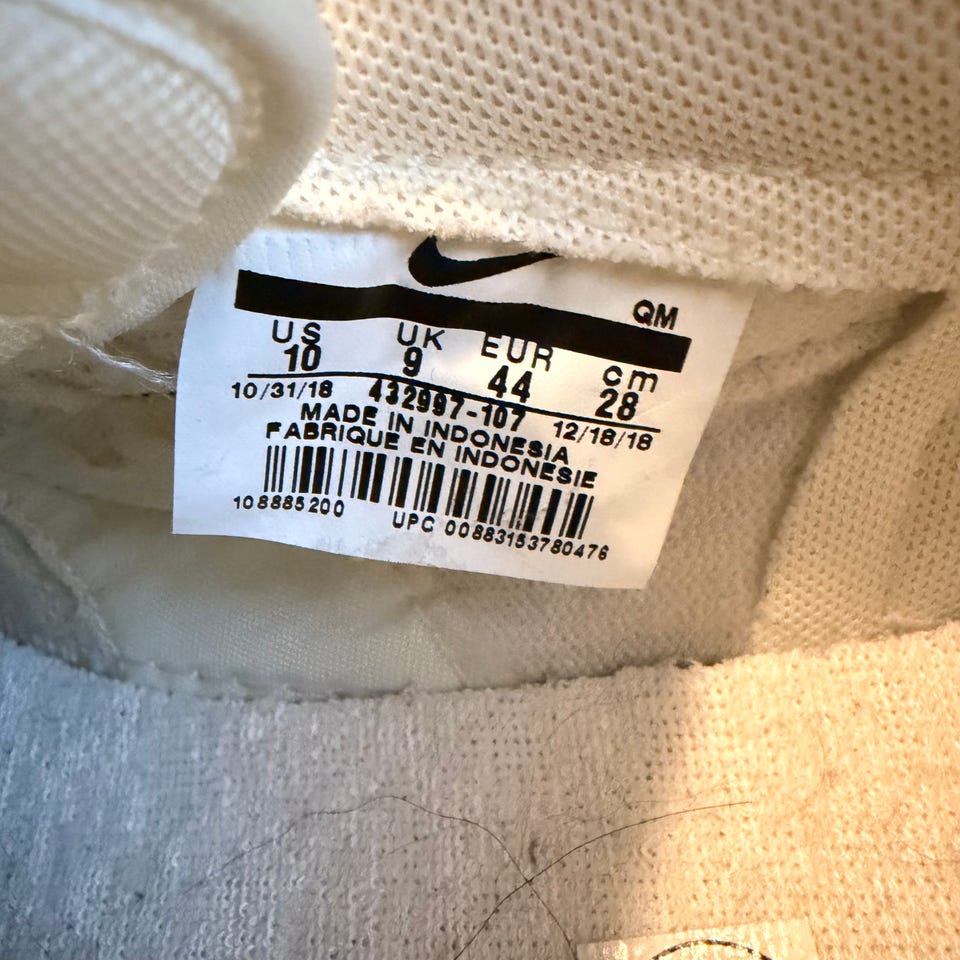 QM
US UK EUR cm
10 9 44 28
10/31/18 432997-107 12/18/18
MADE IN INDONESIA
FABRIQUE EN INDONESIE
108885200 UPC 00883153780476